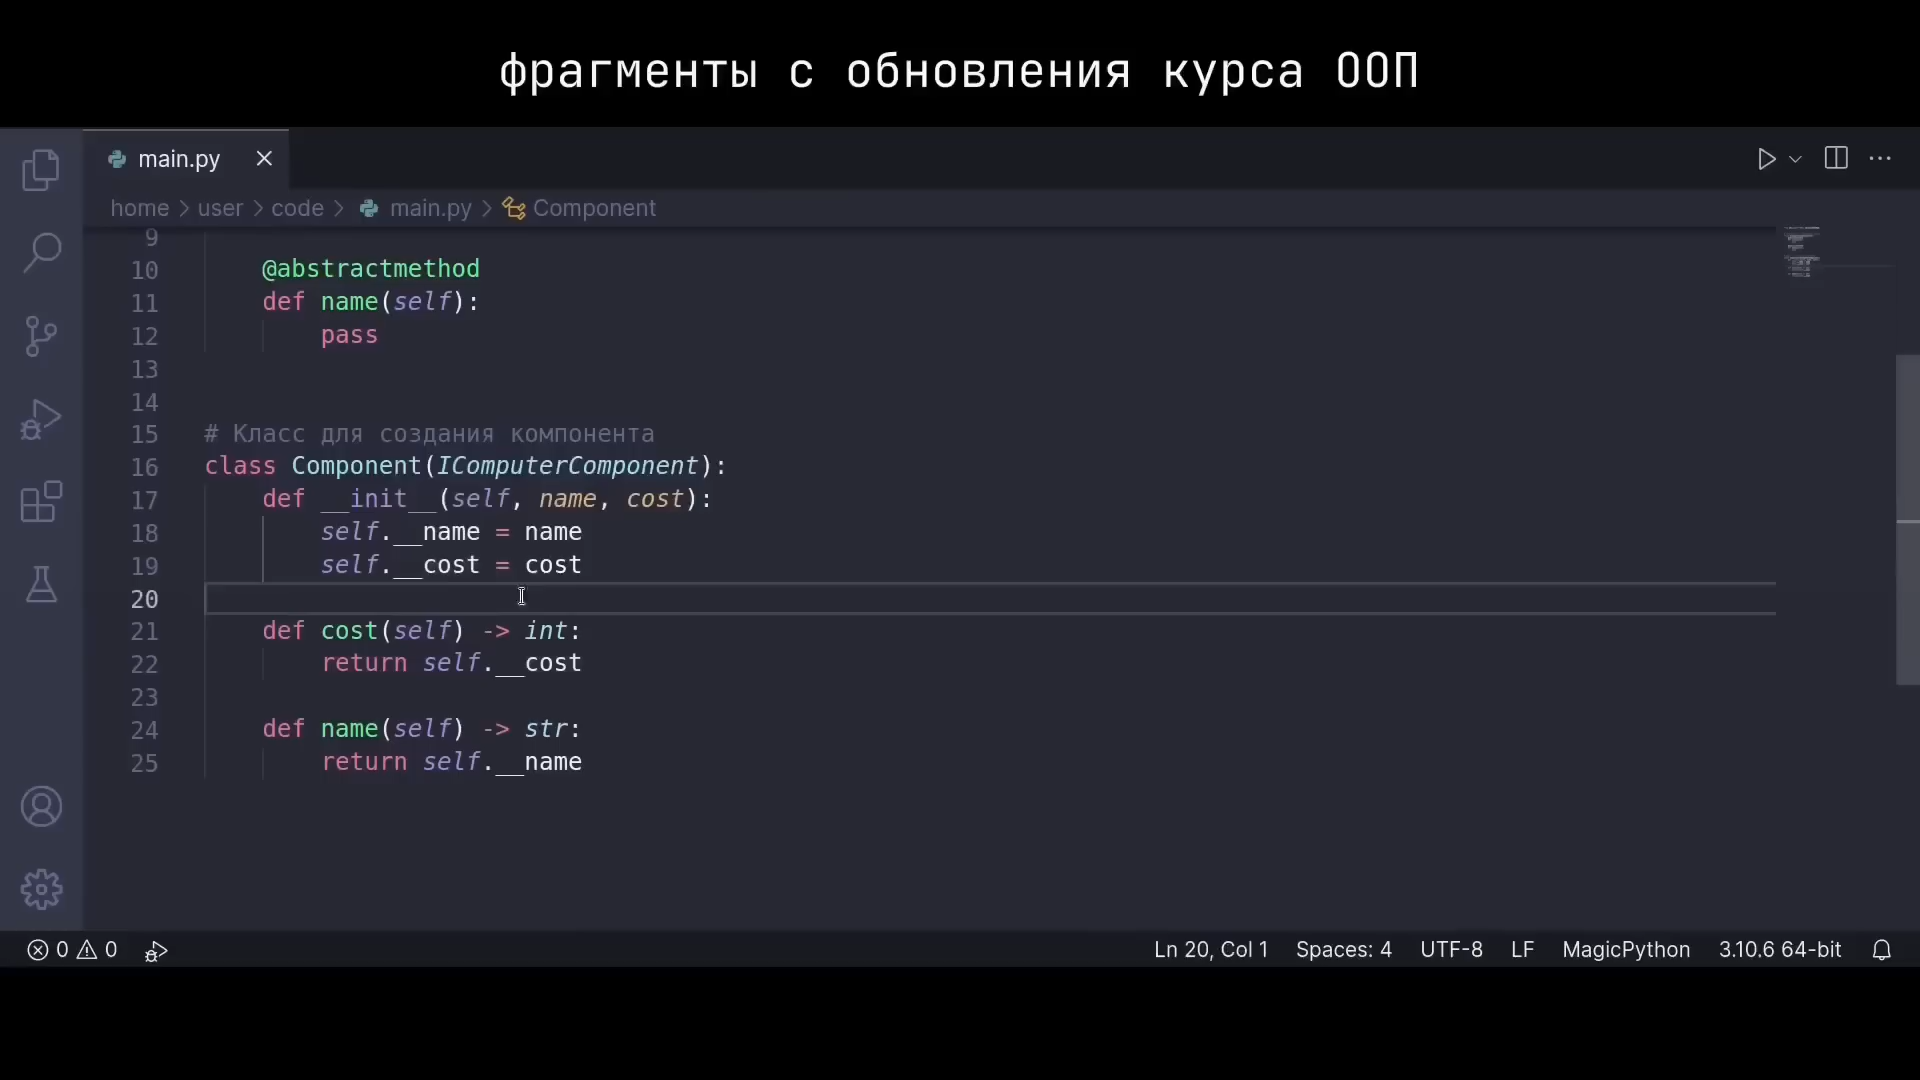 фрагменты с обновления курса ООП
main.py
home > user > code > main.py > Component
9
10 @abstractmethod
11 def name(self):
12 pass
13
14
15 # Класс для создания компонента
16 class Component(IComputerComponent):
17 def __init__(self, name, cost):
18 self.__name = name
19 self.__cost = cost
20
21 def cost(self) -> int:
22 return self.__cost
23
24 def name(self) -> str:
25 return self.__name
0 0 Ln 20, Col 1 Spaces: 4 UTF-8 LF MagicPython 3.10.6 64-bit